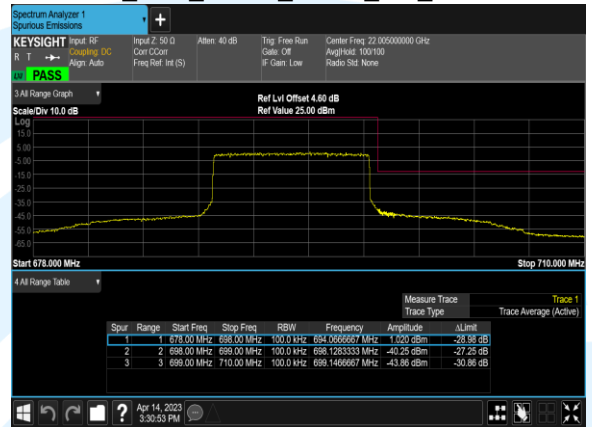 Spectrum Analyzer 1
Spurious Emissions
+
KEYSIGHT Input: RF Input Z: 50 Ω Atten: 40 dB Trig: Free Run Center Freq: 22.005000000 GHz
R T Coupling: DC Corr CCorr Gate: Off Avg|Hold: 100/100
Align: Auto Freq Ref: Int (S) IF Gain: Low Radio Std: None
PASS
3 All Range Graph
Ref Lvl Offset 4.60 dB
Scale/Div 10.0 dB Ref Value 25.00 dBm
Log
15.0
5.00
-5.00
-15.0
-25.0
-35.0
-45.0
-55.0
-65.0
Start 678.000 MHz Stop 710.000 MHz
4 All Range Table
Measure Trace Trace 1
Trace Type Trace Average (Active)
Spur Range Start Freq Stop Freq RBW Frequency Amplitude ΔLimit
1 1 678.00 MHz 698.00 MHz 100.0 kHz 694.0666667 MHz 1.020 dBm -28.98 dB
2 2 698.00 MHz 699.00 MHz 100.0 kHz 698.1283333 MHz -40.25 dBm -27.25 dB
3 3 699.00 MHz 710.00 MHz 100.0 kHz 699.1466667 MHz -43.86 dBm -30.86 dB
?
Apr 14, 2023
3:30:53 PM